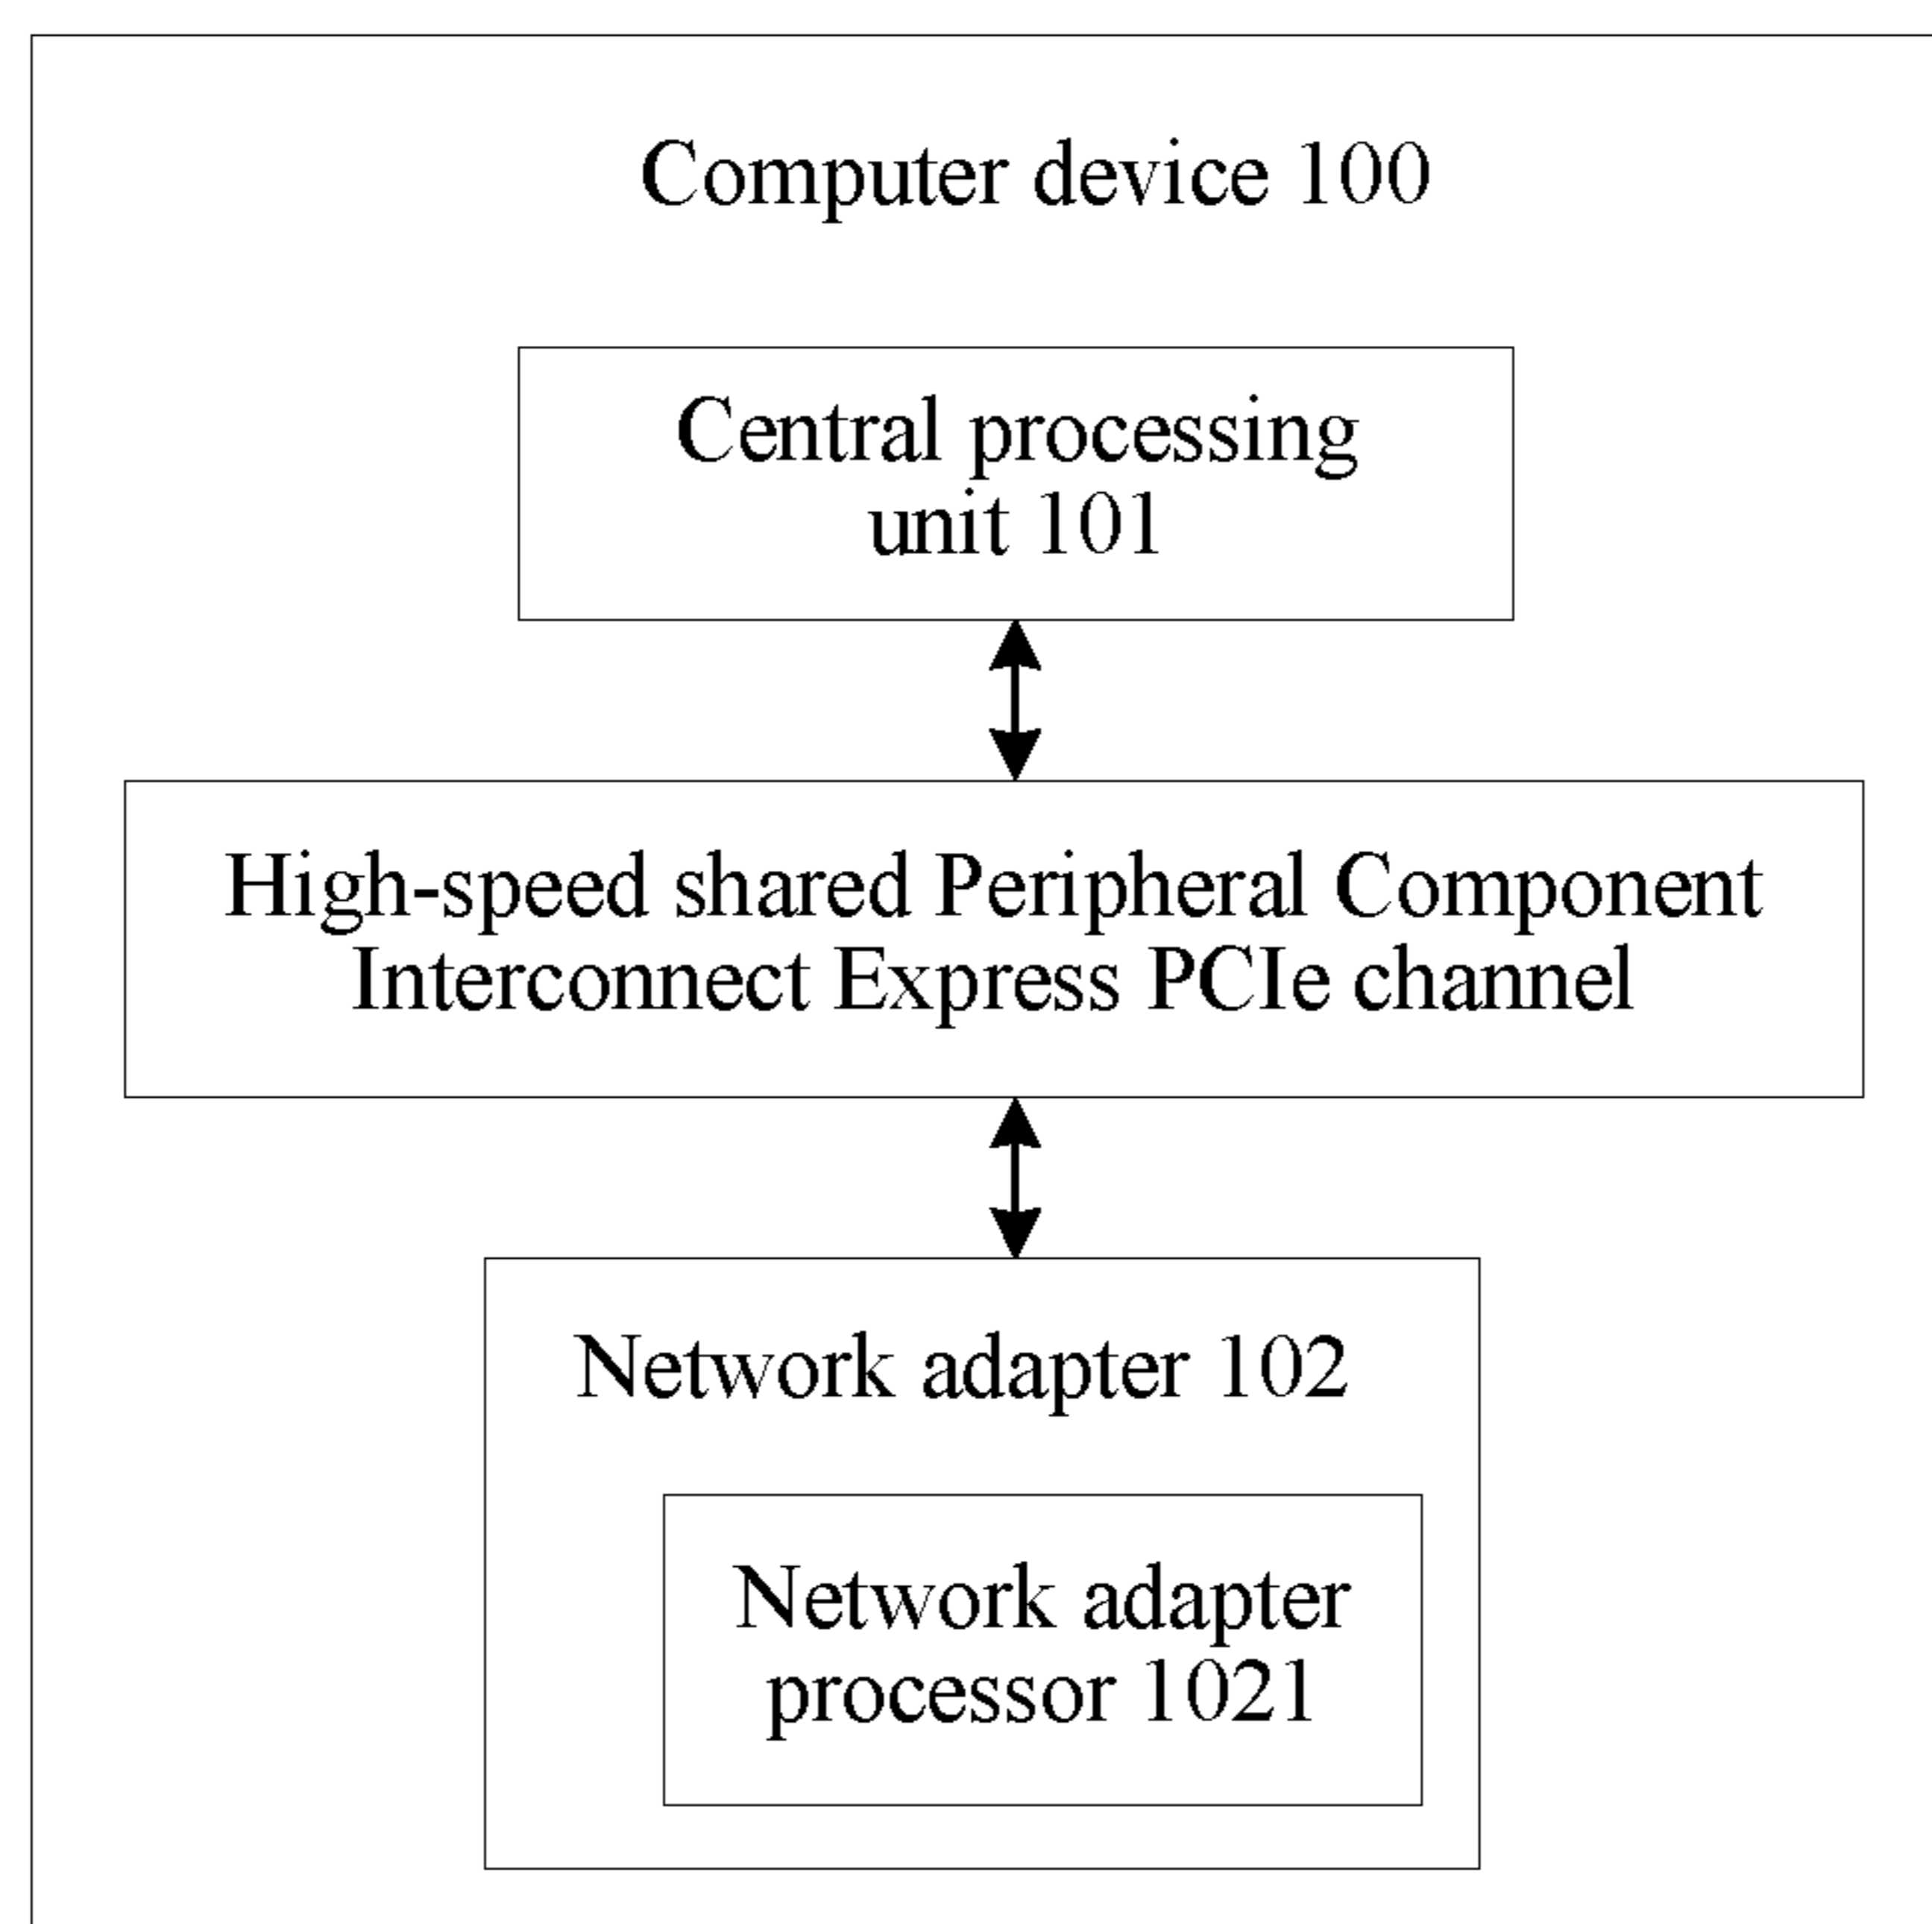 Computer device 100
Central processing
unit 101
High-speed shared Peripheral Component
Interconnect Express PCIe channel
Network adapter 102
Network adapter
processor 1021